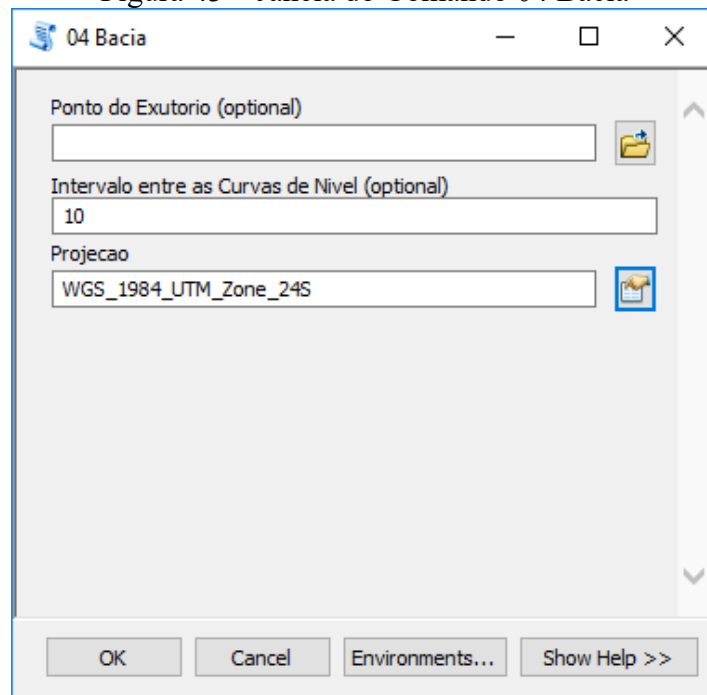 04 Bacia
Ponto do Exutorio (optional)
Intervalo entre as Curvas de Nivel (optional)
10
Projecao
WGS_1984_UTM_Zone_24S
OK Cancel Environments... Show Help >>